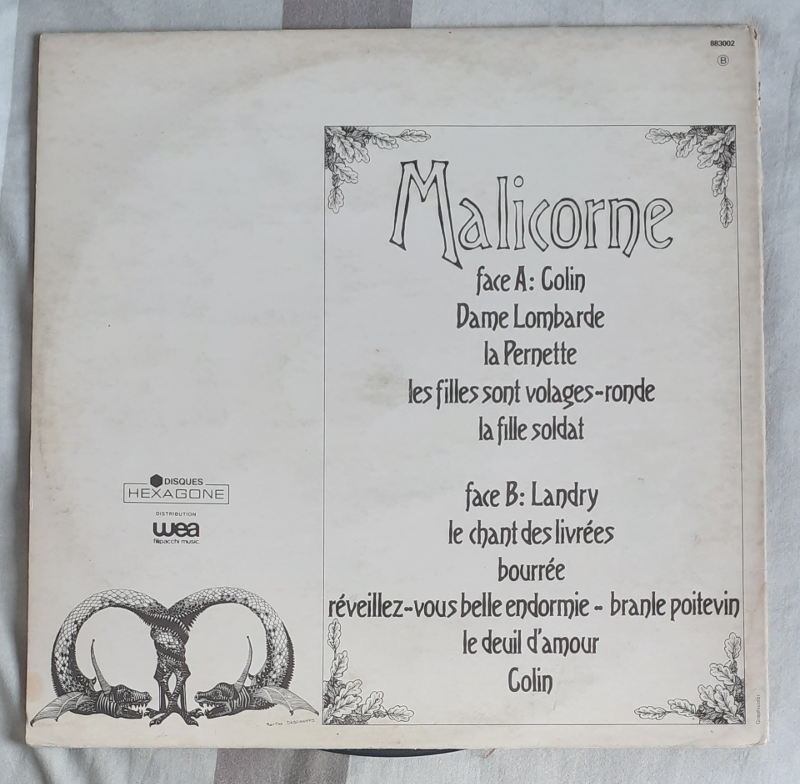 883002
B
Malicorne
face A: Colin
Dame Lombarde
la Pernette
les filles sont volages-ronde
la fille soldat
face B: Landry
le chant des livrées
bourrée
réveillez-vous belle endormie - branle poitevin
le deuil d'amour
Colin
DISQUES
HEXAGONE
DISTRIBUTION
wea
filipacchi music